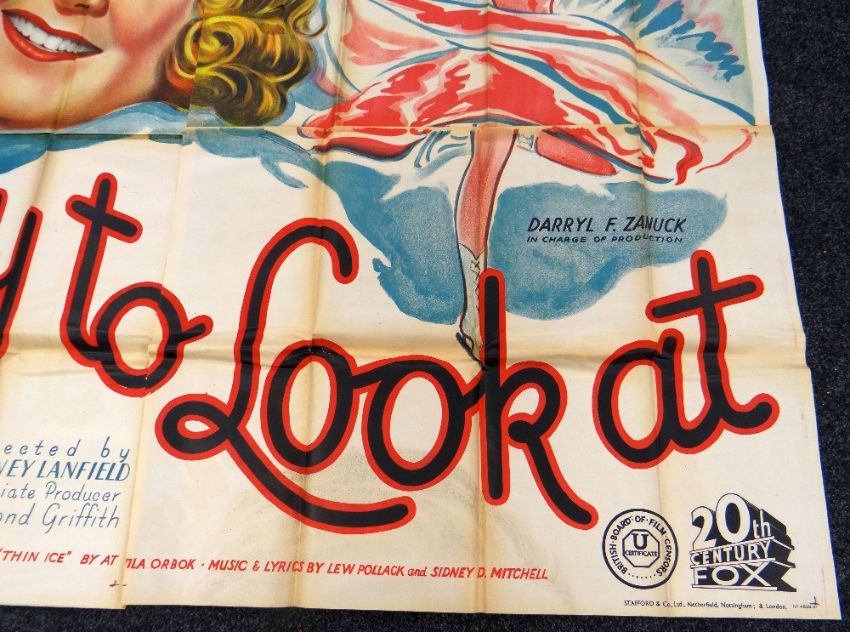 DARRYL F. ZANUCK
IN CHARGE OF PRODUCTION
y to Look at
ected by
NEY LANFIELD
iate Producer
ond Griffith
"THIN ICE" BY ATTILA ORBOK · MUSIC & LYRICS BY LEW POLLACK and SIDNEY D. MITCHELL
BRITISH · BOARD · OF · FILM · CENSORS
U
CERTIFICATE
20th
CENTURY
FOX
STAFFORD & Co., Ltd., Netherfield, Nottingham; & London.